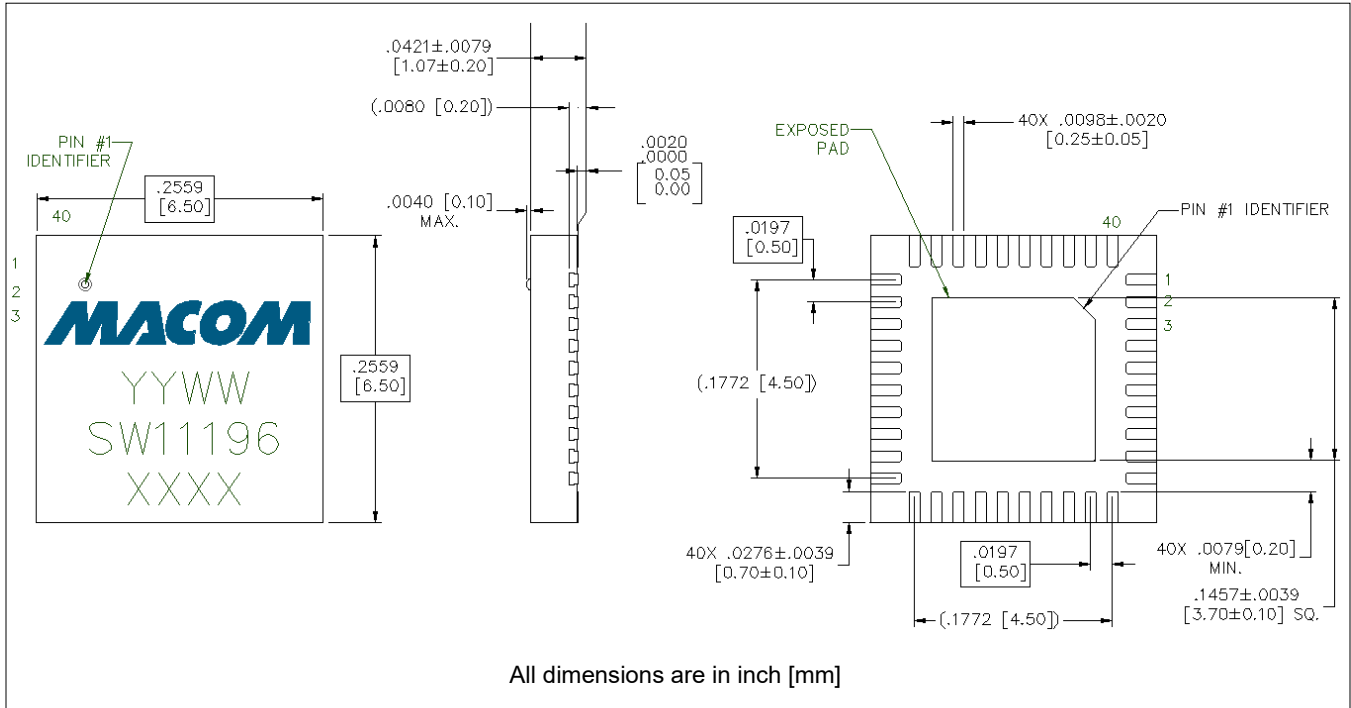 PIN #1
IDENTIFIER
.2559
[6.50]
40
1
2
3
MACOM
YYWW
SW11196
XXXX
.2559
[6.50]
.0421±.0079
[1.07±0.20]
(.0080 [0.20])
.0020
.0000
0.05
0.00
.0040 [0.10]
MAX.
EXPOSED
PAD
40X .0098±.0020
[0.25±0.05]
PIN #1 IDENTIFIER
40
.0197
[0.50]
1
2
3
(.1772 [4.50])
40X .0276±.0039
[0.70±0.10]
.0197
[0.50]
40X .0079[0.20]
MIN.
.1457±.0039
[3.70±0.10] SQ.
(.1772 [4.50])
All dimensions are in inch [mm]